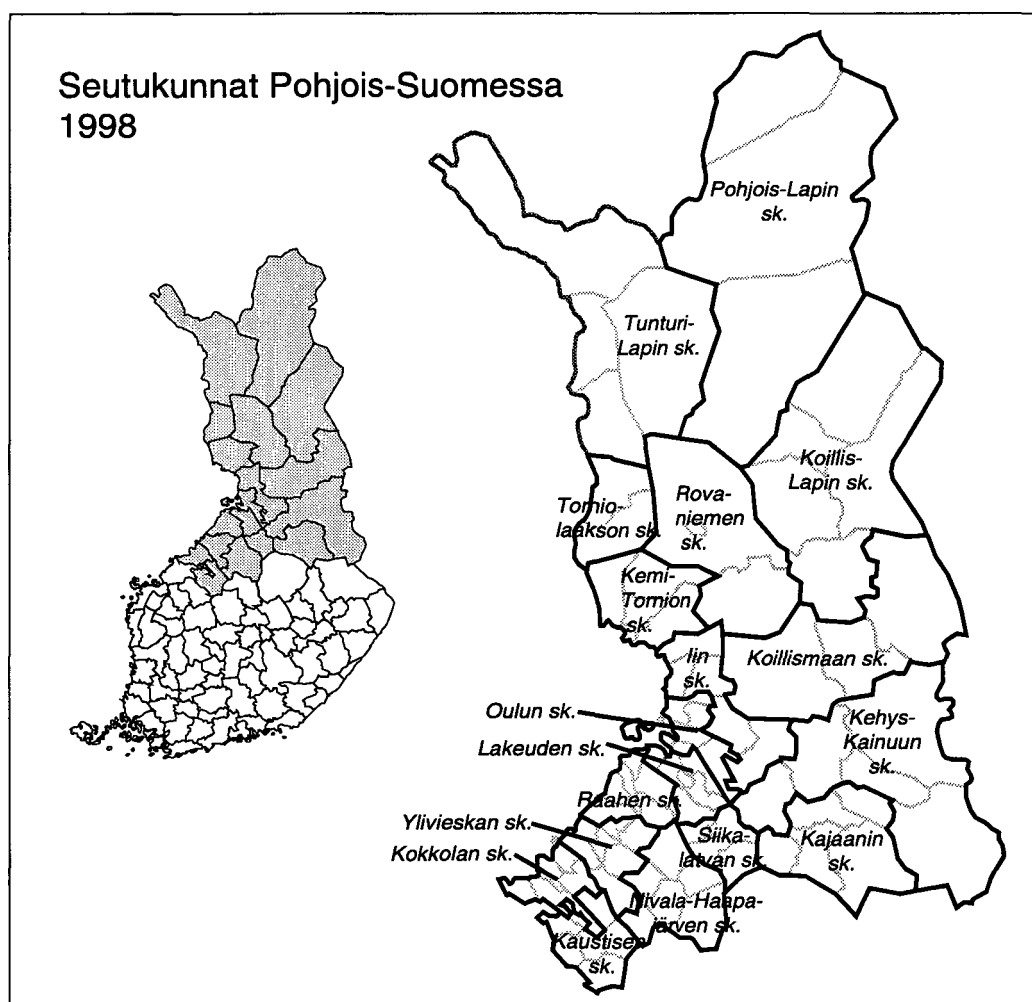 Seutukunnat Pohjois-Suomessa
1998
Pohjois-Lapin
sk.
Tunturi-
Lapin sk.
Koillis-
Lapin sk.
Tornio-
laakson sk.
Rova-
niemen
sk.
Kemi-
Tornion
sk.
Iin
sk.
Koillismaan sk.
Oulun sk.
Kehys-
Kainuun
sk.
Lakeuden sk.
Raahen sk.
Ylivieskan sk.
Siika-
latvan sk.
Kajaanin
sk.
Kokkolan sk.
Nivala-Haapa-
järven sk.
Kaustisen
sk.